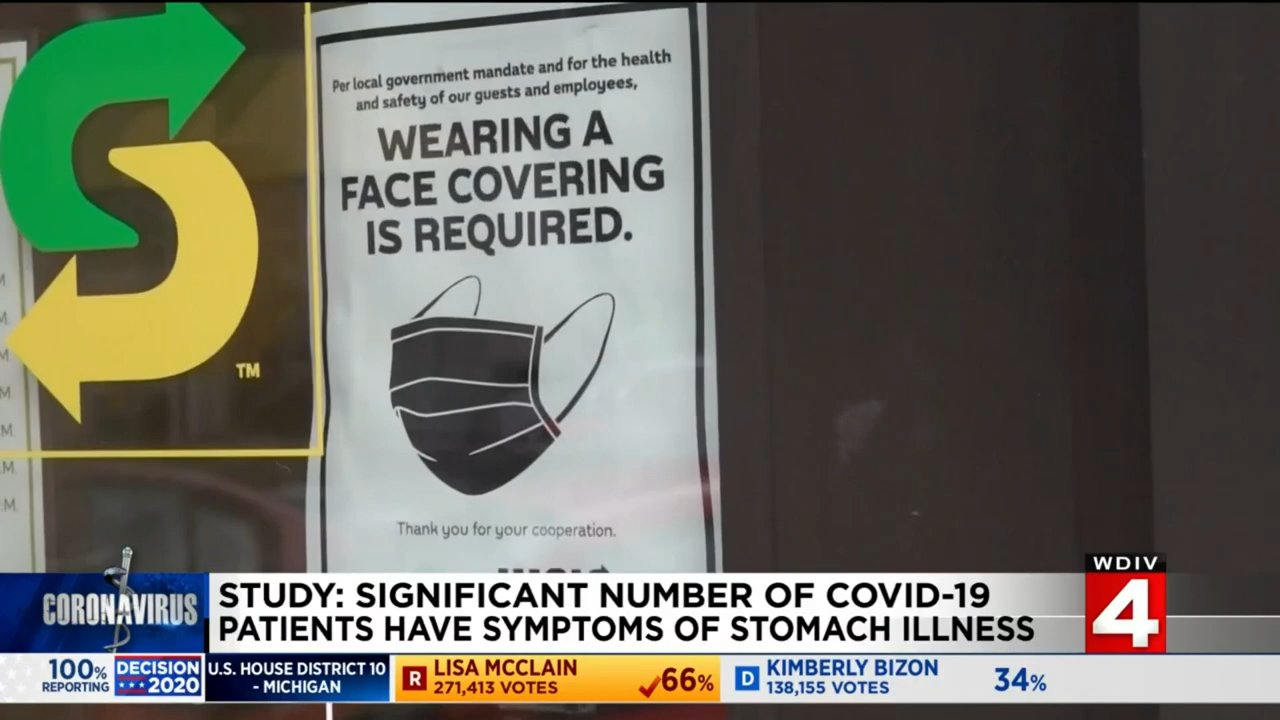 Per local government mandate and for the health
and safety of our guests and employees,
WEARING A
FACE COVERING
IS REQUIRED.
TM
Thank you for your cooperation.
M
M.
M
M
M.
M.
M.
WDIV
4
CORONAVIRUS
STUDY: SIGNIFICANT NUMBER OF COVID-19
PATIENTS HAVE SYMPTOMS OF STOMACH ILLNESS
100% REPORTING
DECISION 2020
U.S. HOUSE DISTRICT 10 - MICHIGAN
R LISA MCCLAIN
271,413 VOTES
66%
D KIMBERLY BIZON
138,155 VOTES
34%